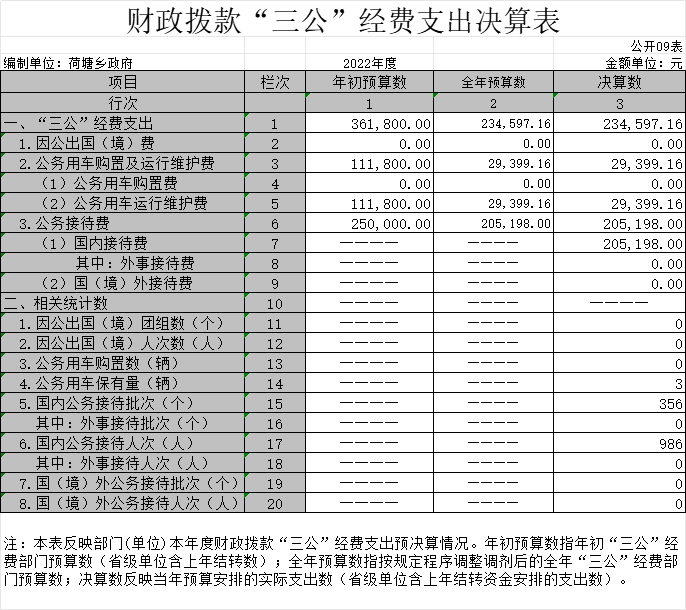 财政拨款“三公”经费支出决算表
公开09表
编制单位：荷塘乡政府 2022年度 金额单位：元
项目 栏次 年初预算数 全年预算数 决算数
行次 1 2 3
一、“三公”经费支出 1 361,800.00 234,597.16 234,597.16
1.因公出国（境）费 2 0.00 0.00 0.00
2.公务用车购置及运行维护费 3 111,800.00 29,399.16 29,399.16
（1）公务用车购置费 4 0.00 0.00 0.00
（2）公务用车运行维护费 5 111,800.00 29,399.16 29,399.16
3.公务接待费 6 250,000.00 205,198.00 205,198.00
（1）国内接待费 7 ———— ———— 205,198.00
其中：外事接待费 8 ———— ———— 0.00
（2）国（境）外接待费 9 ———— ———— 0.00
二、相关统计数 10 ———— ———— ————
1.因公出国（境）团组数（个） 11 ———— ———— 0
2.因公出国（境）人次数（人） 12 ———— ———— 0
3.公务用车购置数（辆） 13 ———— ———— 0
4.公务用车保有量（辆） 14 ———— ———— 3
5.国内公务接待批次（个） 15 ———— ———— 356
其中：外事接待批次（个） 16 ———— ———— 0
6.国内公务接待人次（人） 17 ———— ———— 986
其中：外事接待人次（人） 18 ———— ———— 0
7.国（境）外公务接待批次（个） 19 ———— ———— 0
8.国（境）外公务接待人次（人） 20 ———— ———— 0
注：本表反映部门(单位)本年度财政拨款“三公”经费支出预决算情况。年初预算数指年初“三公”经
费部门预算数（省级单位含上年结转数）；全年预算数指按规定程序调整调剂后的全年“三公”经费部
门预算数；决算数反映当年预算安排的实际支出数（省级单位含上年结转资金安排的支出数）。